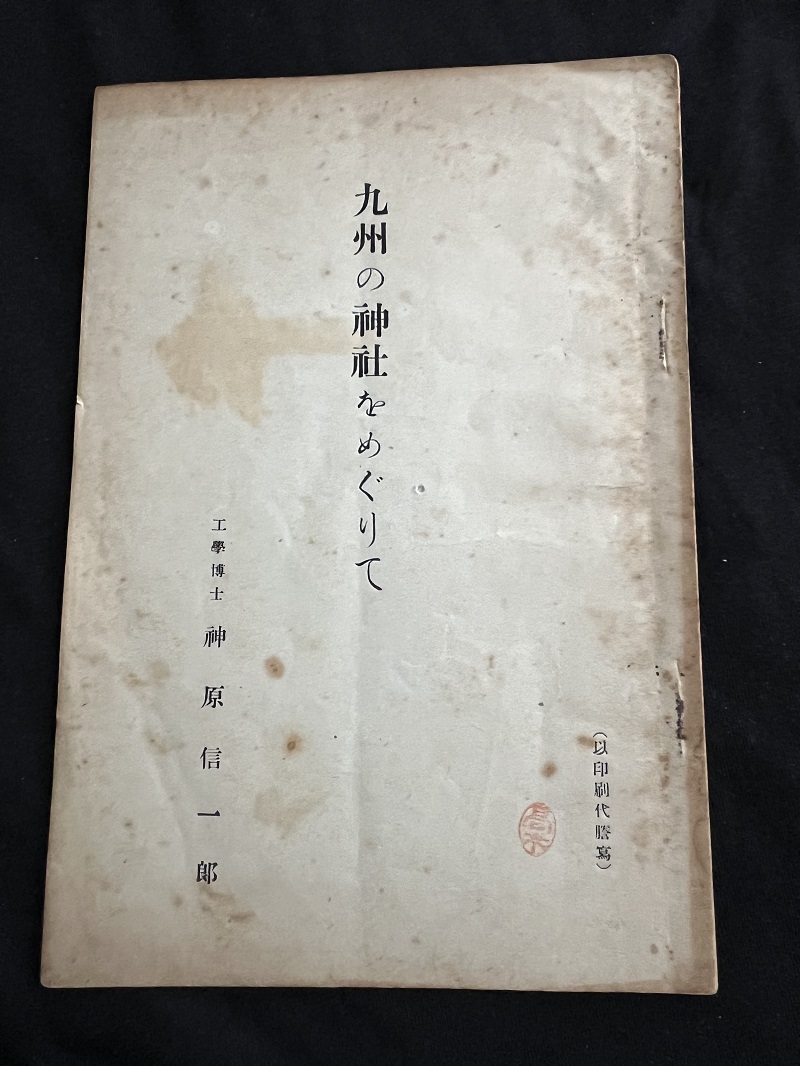 (以印刷代謄寫)
九州の神社をめぐりて
工學博士 神原信一郎